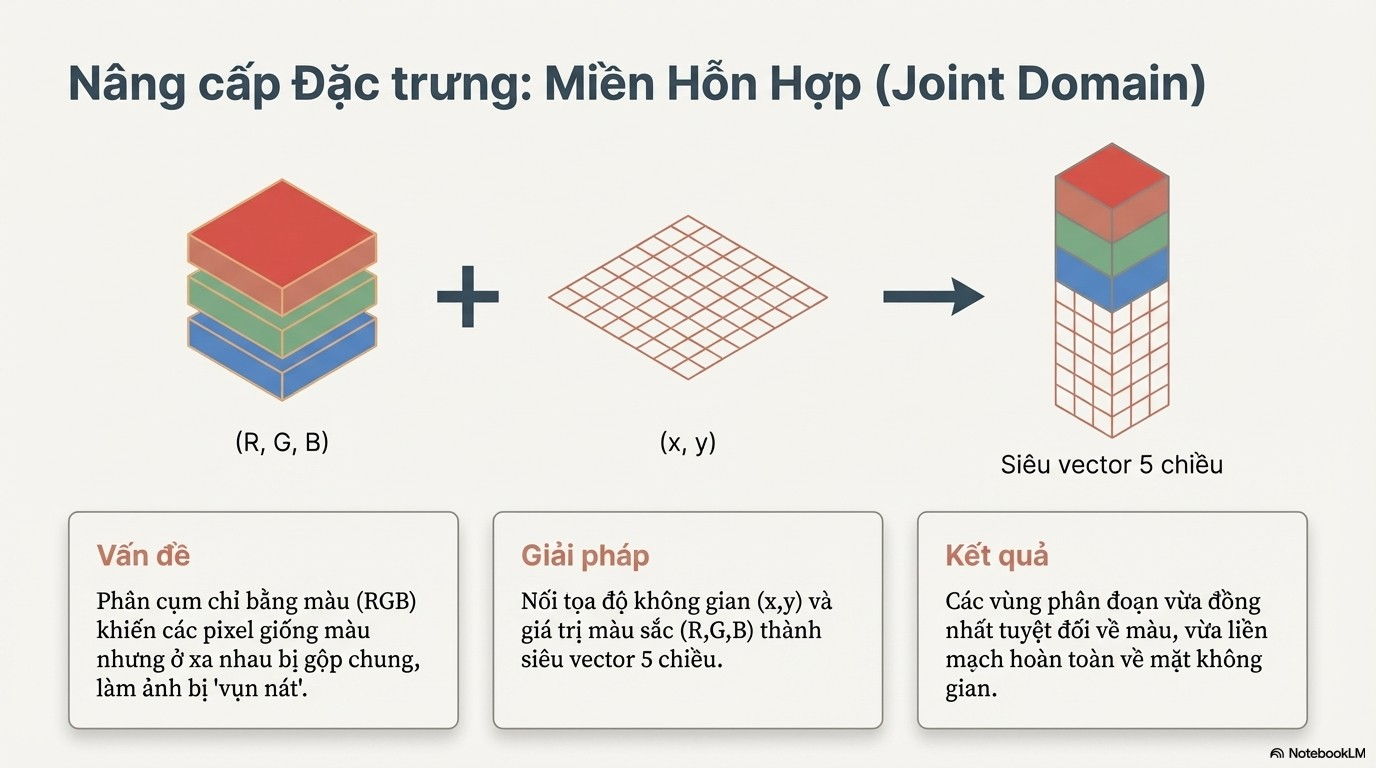 Nâng cấp Đặc trưng: Miền Hỗn Hợp (Joint Domain)
(R, G, B)
(x, y)
Siêu vector 5 chiều
Vấn đề
Phân cụm chỉ bằng màu (RGB)
khiến các pixel giống màu
nhưng ở xa nhau bị gộp chung,
làm ảnh bị 'vụn nát'.
Giải pháp
Nối tọa độ không gian (x,y) và
giá trị màu sắc (R,G,B) thành
siêu vector 5 chiều.
Kết quả
Các vùng phân đoạn vừa đồng
nhất tuyệt đối về màu, vừa liền
mạch hoàn toàn về mặt không
gian.
NotebookLM